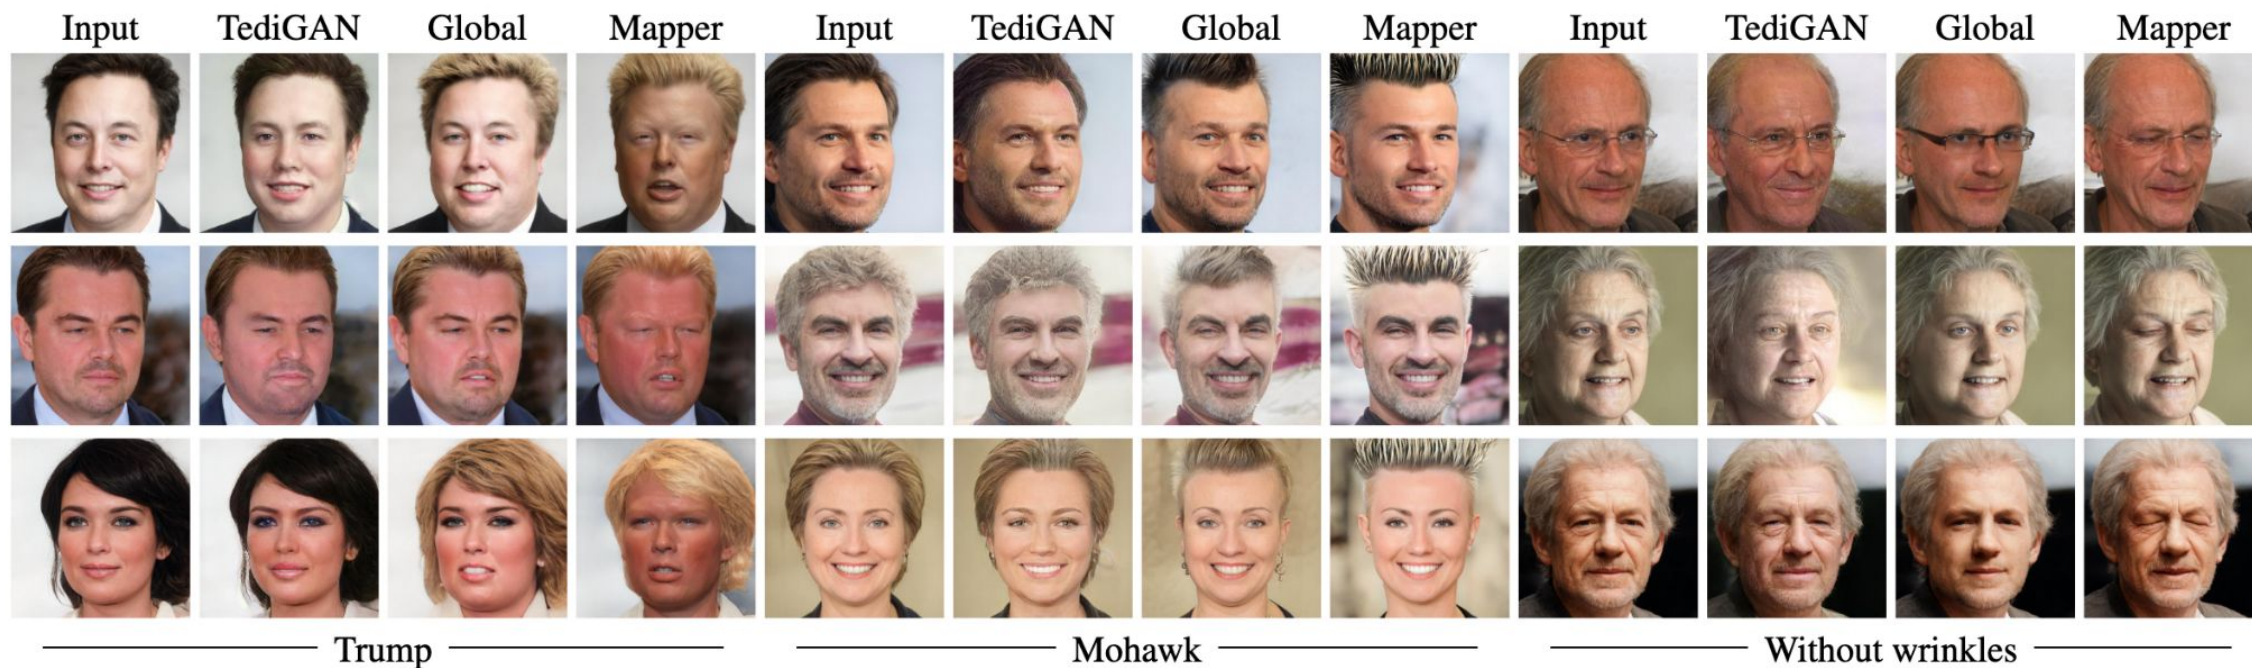 Input TediGAN Global Mapper Input TediGAN Global Mapper Input TediGAN Global Mapper
Trump Mohawk Without wrinkles